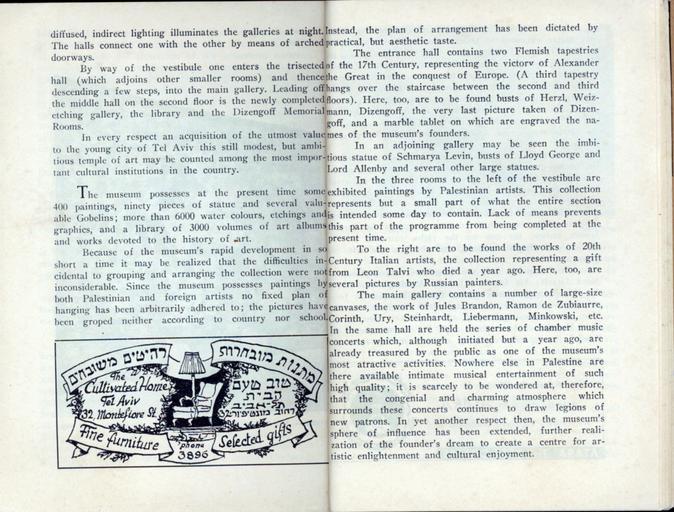 diffused, indirect lighting illuminates the galleries at night.
The halls connect one with the other by means of arched
doorways.
By way of the vestibule one enters the trisected
hall (which adjoins other smaller rooms) and thence
descending a few steps, into the main gallery. Leading off
the middle hall on the second floor is the newly completed
etching gallery, the library and the Dizengoff Memorial
Rooms.
In every respect an acquisition of the utmost value
to the young city of Tel Aviv this still modest, but ambi-
tious temple of art may be counted among the most impor-
tant cultural institutions in the country.
The museum possesses at the present time some
400 paintings, ninety pieces of statue and several valu-
able Gobelins; more than 6000 water colours, etchings and
graphics, and a library of 3000 volumes of art albums
and works devoted to the history of art.
Because of the museum's rapid development in so
short a time it may be realized that the difficulties in-
cidental to grouping and arranging the collection were not
inconsiderable. Since the museum possesses paintings by
both Palestinian and foreign artists no fixed plan of
hanging has been arbitrarily adhered to; the pictures have
been groped neither according to country nor school.
רהיטים משובחים
מתנות מובחרות
The
Cultivated Home
Tel Aviv
32, Montefiore St.
טוב טעם
הבית
תל-אביב
רחוב מונטיפיורי 32
Fine furniture
phone
3896
Selected gifts
Instead, the plan of arrangement has been dictated by
practical, but aesthetic taste.
The entrance hall contains two Flemish tapestries
of the 17th Century, representing the victory of Alexander
the Great in the conquest of Europe. (A third tapestry
hangs over the staircase between the second and third
floors). Here, too, are to be found busts of Herzl, Weiz-
mann, Dizengoff, the very last picture taken of Dizen-
goff, and a marble tablet on which are engraved the na-
mes of the museum's founders.
In an adjoining gallery may be seen the imbi-
tious statue of Schmarya Levin, busts of Lloyd George and
Lord Allenby and several other large statues.
In the three rooms to the left of the vestibule are
exhibited paintings by Palestinian artists. This collection
represents but a small part of what the entire section
is intended some day to contain. Lack of means prevents
this part of the programme from being completed at the
present time.
To the right are to be found the works of 20th
Century Italian artists, the collection representing a gift
from Leon Talvi who died a year ago. Here, too, are
several pictures by Russian painters.
The main gallery contains a number of large-size
canvases, the work of Jules Brandon, Ramon de Zubiaurre,
Corinth, Ury, Steinhardt, Liebermann, Minkowski, etc.
In the same hall are held the series of chamber music
concerts which, although initiated but a year ago, are
already treasured by the public as one of the museum's
most attractive activities. Nowhere else in Palestine are
there available intimate musical entertainment of such
high quality; it is scarcely to be wondered at, therefore,
that the congenial and charming atmosphere which
surrounds these concerts continues to draw legions of
new patrons. In yet another respect then, the museum's
sphere of influence has been extended, further reali-
zation of the founder's dream to create a centre for ar-
tistic enlightenment and cultural enjoyment.